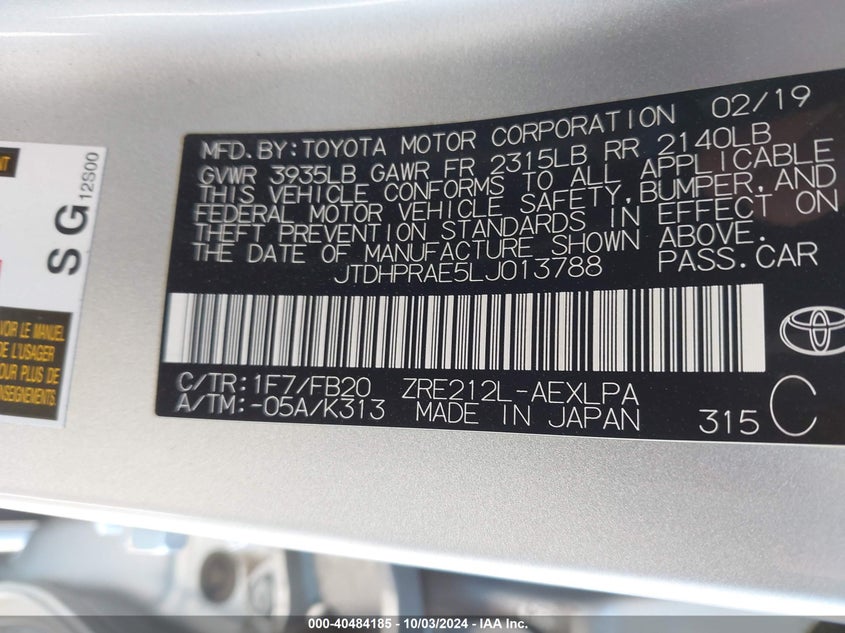 MFD.BY:TOYOTA MOTOR CORPORATION 02/19
GVWR 3935LB GAWR FR 2315LB RR 2140LB
THIS VEHICLE CONFORMS TO ALL APPLICABLE
FEDERAL MOTOR VEHICLE SAFETY,BUMPER,AND
THEFT PREVENTION STANDARDS IN EFFECT ON
THE DATE OF MANUFACTURE SHOWN ABOVE.
JTDHPRAE5LJ013788 PASS.CAR
C/TR:1F7/FB20 ZRE212L-AEXLPA
A/TM:-05A/K313 MADE IN JAPAN 315 C
SG 12S00
VOIR LE MANUEL
DE L'USAGER
POUR PLUS DE
RENSEIGNEMENTS
000-40484185 - 10/03/2024 - IAA Inc.